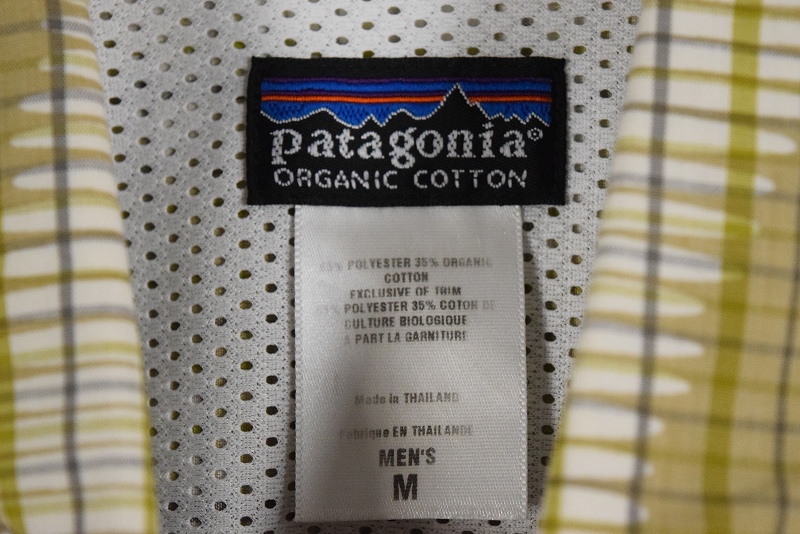 patagonia®
ORGANIC COTTON
65% POLYESTER 35% ORGANIC
COTTON
EXCLUSIVE OF TRIM
POLYESTER 35% COTON DE
CULTURE BIOLOGIQUE
A PART LA GARNITURE
Made in THAILAND
Fabrique EN THAILANDE
MEN'S
M